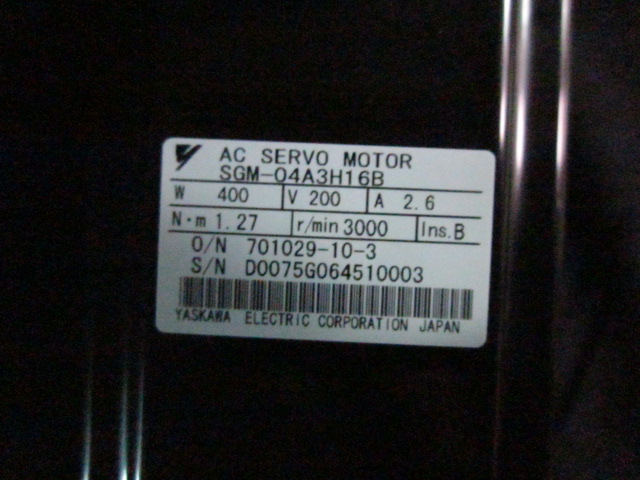 AC SERVO MOTOR
SGM-04A3H16B
W 400 V 200 A 2.6
N·m 1.27 r/min 3000 Ins.B
O/N 701029-10-3
S/N D0075G064510003
YASKAWA ELECTRIC CORPORATION JAPAN